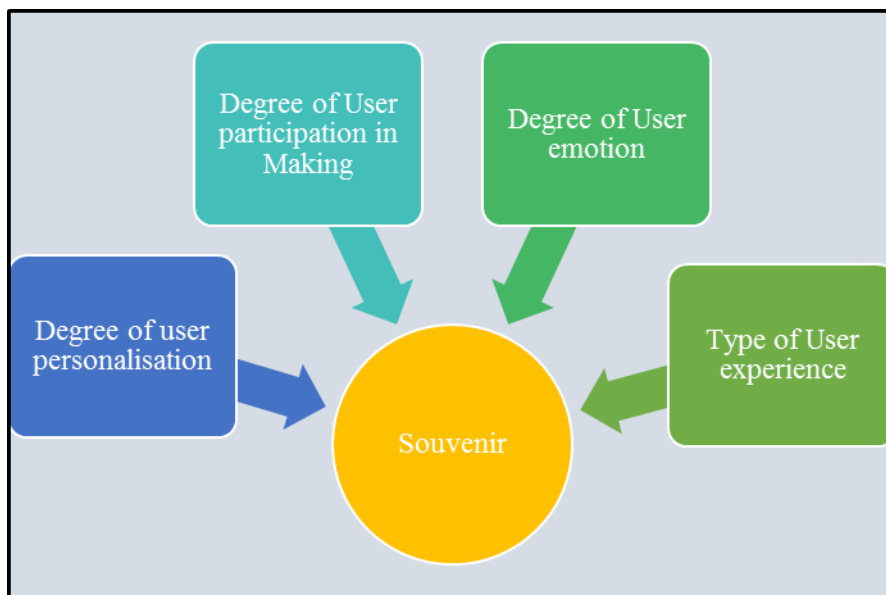 Degree of User
participation in
Making
Degree of User
emotion
Degree of user
personalisation
Type of User
experience
Souvenir